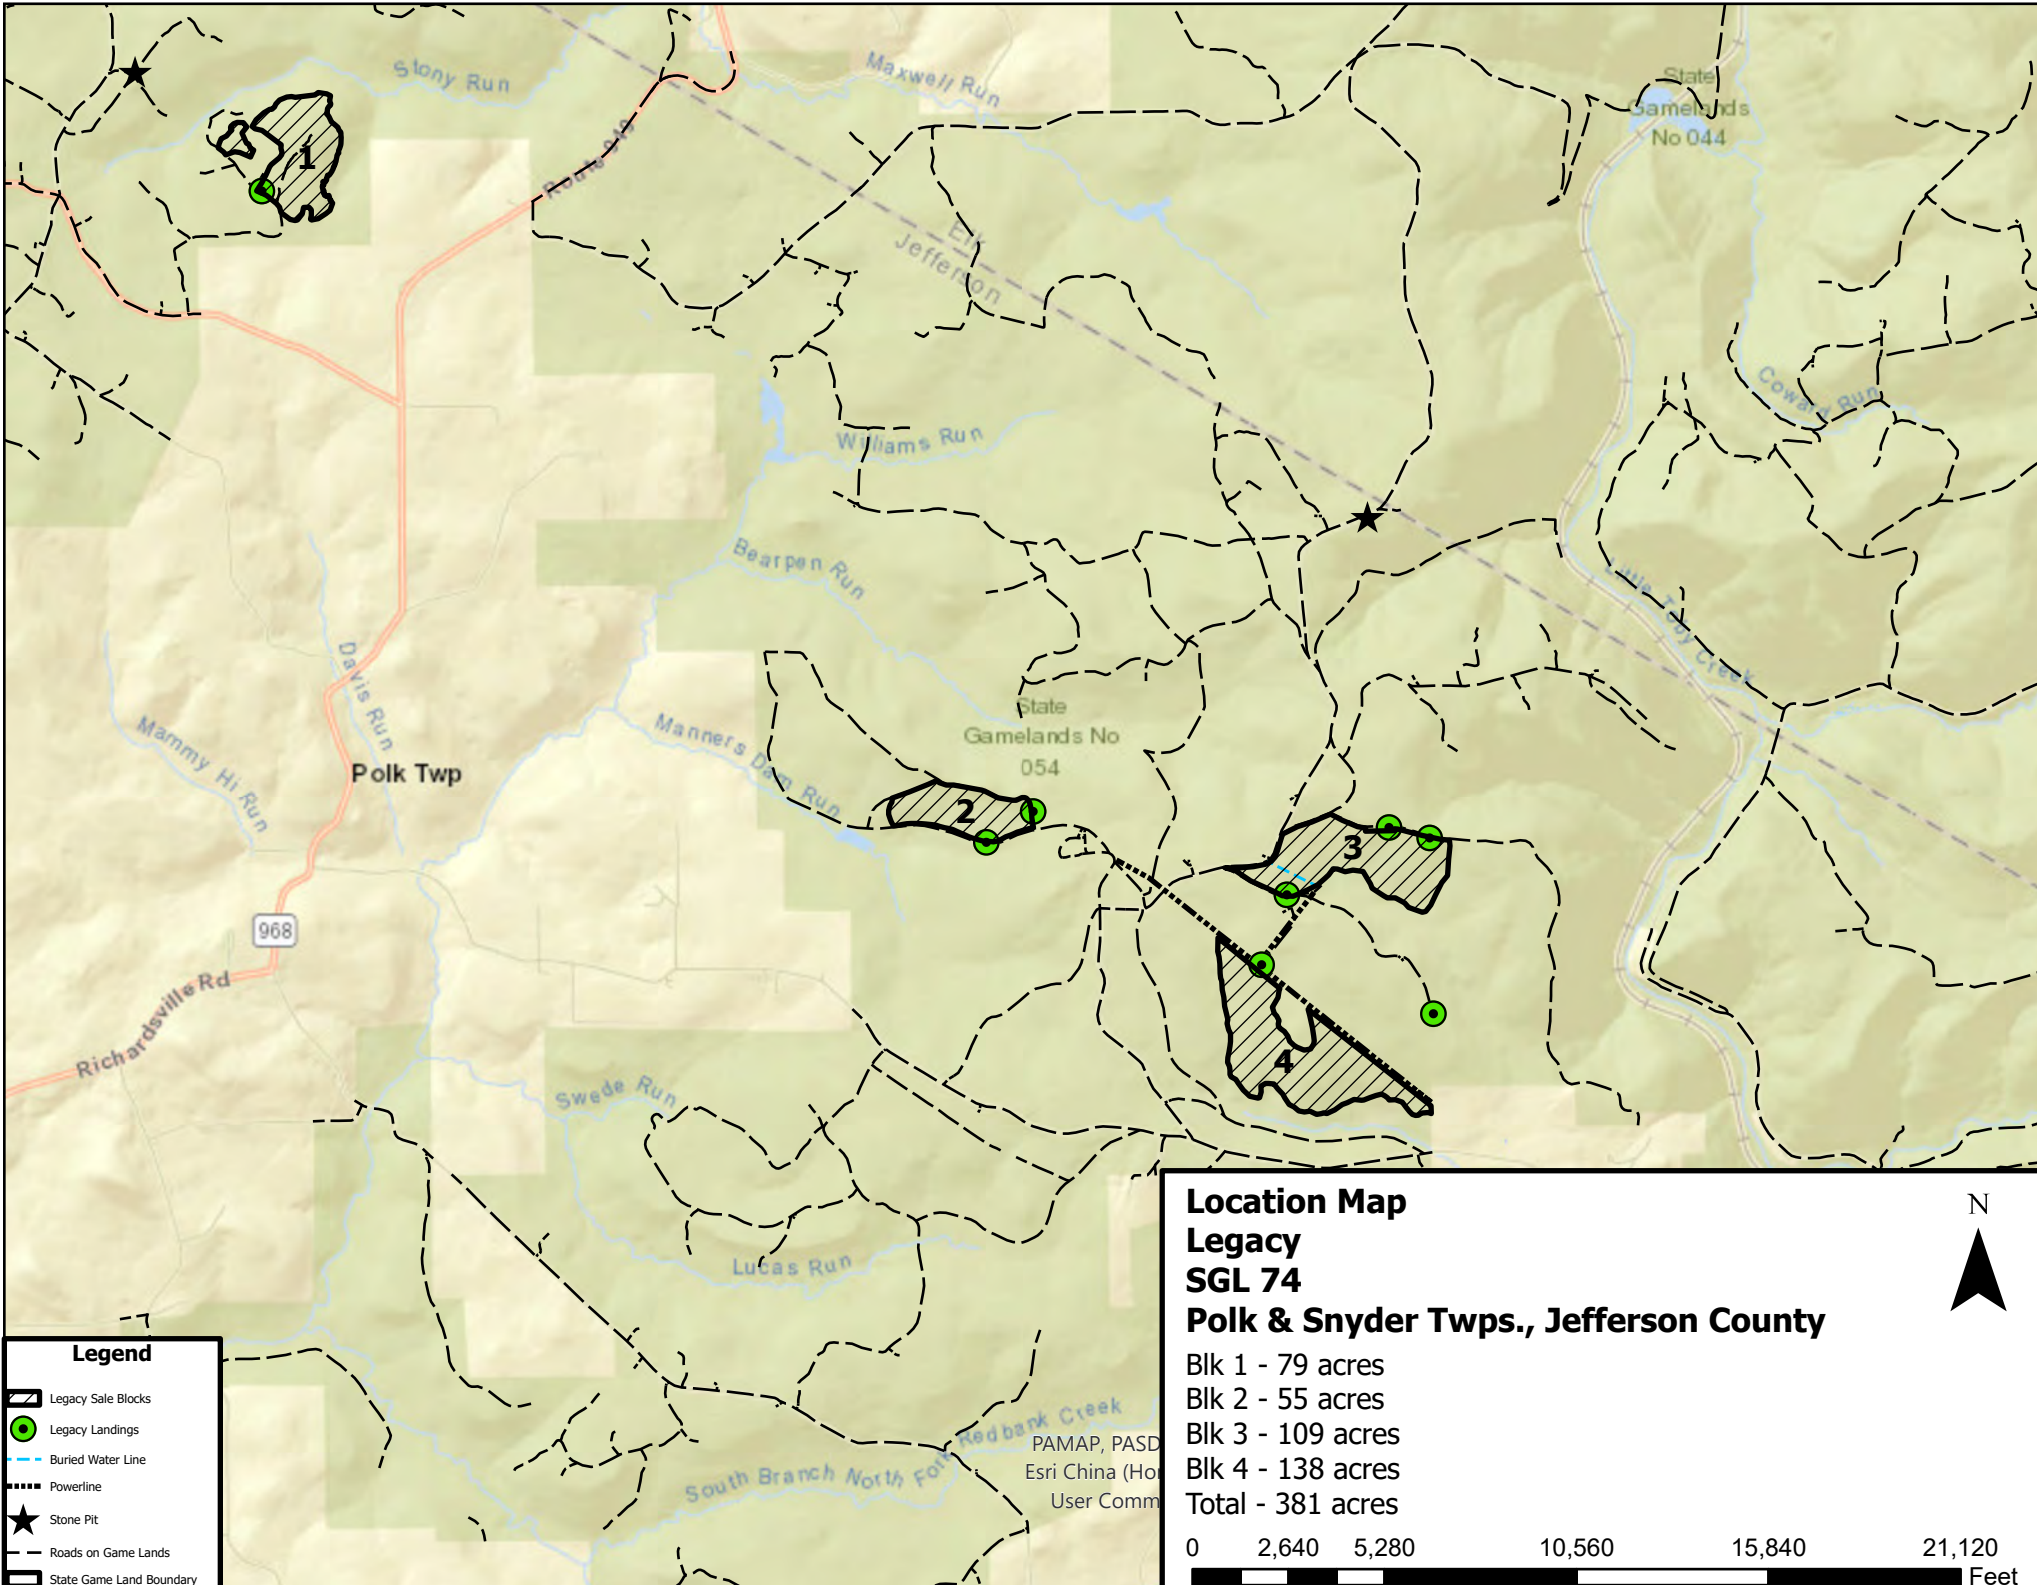 Stony Run
Maxwell Run
State
Gamelands
No 044
1
Route 949
Elk
Jefferson
Coward Run
Williams Run
Bearpen Run
Little Toby Creek
Davis Run
Mammy Hi Run
Polk Twp
Manners Dam Run
State
Gamelands No
054
2
3
968
Richardsville Rd
4
Swede Run
Lucas Run
South Branch North Fork Redbank Creek
PAMAP, PASD
Esri China (Hon
User Comm
Location Map
Legacy
SGL 74
Polk & Snyder Twps., Jefferson County
N
Blk 1 - 79 acres
Blk 2 - 55 acres
Blk 3 - 109 acres
Blk 4 - 138 acres
Total - 381 acres
0 2,640 5,280 10,560 15,840 21,120
Feet
Legend
Legacy Sale Blocks
Legacy Landings
Buried Water Line
Powerline
Stone Pit
Roads on Game Lands
State Game Land Boundary